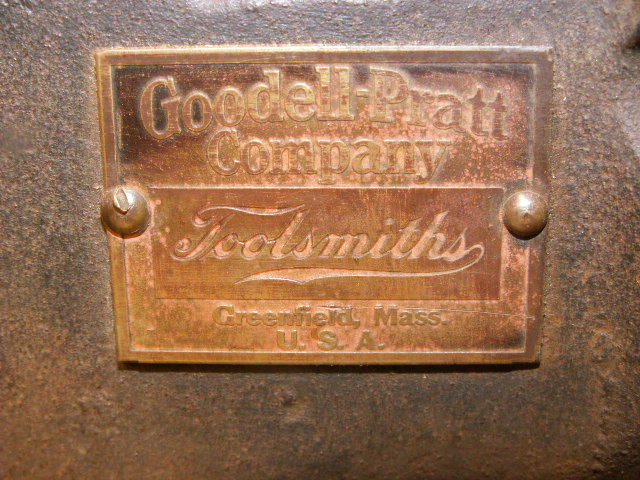 Goodell-Pratt
Company
Toolsmiths
Greenfield, Mass.
U. S. A.